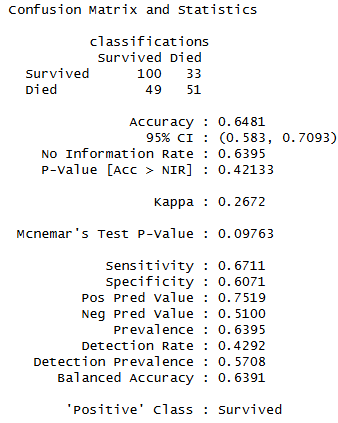 Confusion Matrix and Statistics
classifications
Survived Died
Survived 100 33
Died 49 51
Accuracy : 0.6481
95% CI : (0.583, 0.7093)
No Information Rate : 0.6395
P-Value [Acc > NIR] : 0.42133
Kappa : 0.2672
Mcnemar's Test P-Value : 0.09763
Sensitivity : 0.6711
Specificity : 0.6071
Pos Pred Value : 0.7519
Neg Pred Value : 0.5100
Prevalence : 0.6395
Detection Rate : 0.4292
Detection Prevalence : 0.5708
Balanced Accuracy : 0.6391
'Positive' Class : Survived